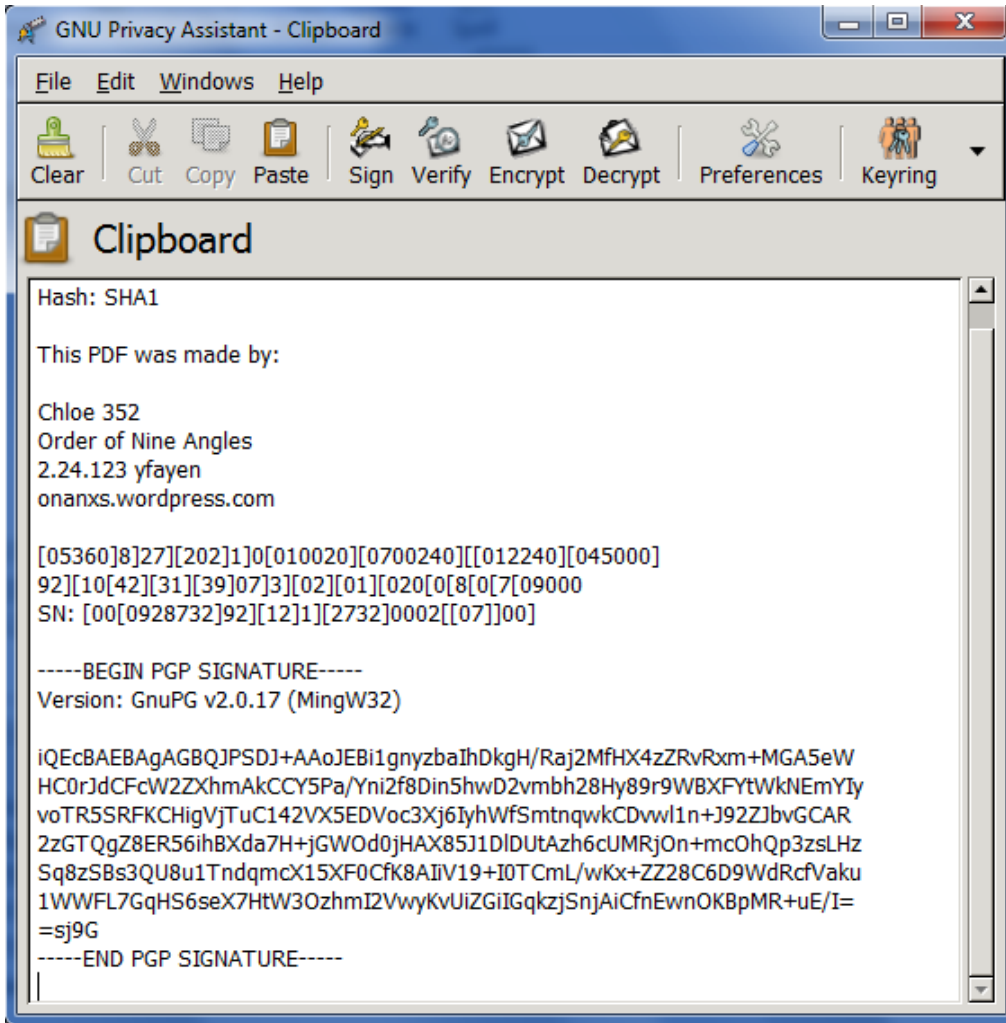 GNU Privacy Assistant - Clipboard
File Edit Windows Help
Clear Cut Copy Paste Sign Verify Encrypt Decrypt Preferences Keyring
Clipboard
Hash: SHA1
This PDF was made by:
Chloe 352
Order of Nine Angles
2.24.123 yfayen
onanxs.wordpress.com
[05360]8]27][202]1]0[010020][0700240][[012240][045000]
92][10[42][31][39]07]3][02][01][020[0[8[0[7[09000
SN: [00[0928732]92][12]1][2732]0002[[07]]00]
-----BEGIN PGP SIGNATURE-----
Version: GnuPG v2.0.17 (MingW32)
iQEcBAEBAgAGBQJPSDJ+AAoJEBi1gnyzbaIhDkgH/Raj2MfHX4zZRvRxm+MGA5eW
HC0rJdCFcW2ZXhmAkCCY5Pa/Yni2f8Din5hwD2vmbh28Hy89r9WBXFYtWkNEmYIy
voTR5SRFKCHigVjTuC142VX5EDVoc3Xj6IyhWfSmtnqwkCDvwl1n+J92ZJbvGCAR
2zGTQgZ8ER56ihBXda7H+jGWOd0jHAX85J1DlDUtAzh6cUMRjOn+mcOhQp3zsLHz
Sq8zSBs3QU8u1TndqmcX15XF0CfK8AIiV19+I0TCmL/wKx+ZZ28C6D9WdRcfVaku
1WWFL7GqHS6seX7HtW3OzhmI2VwyKvUiZGiIGqkzjSnjAiCfnEwnOKBpMR+uE/I=
=sj9G
-----END PGP SIGNATURE-----